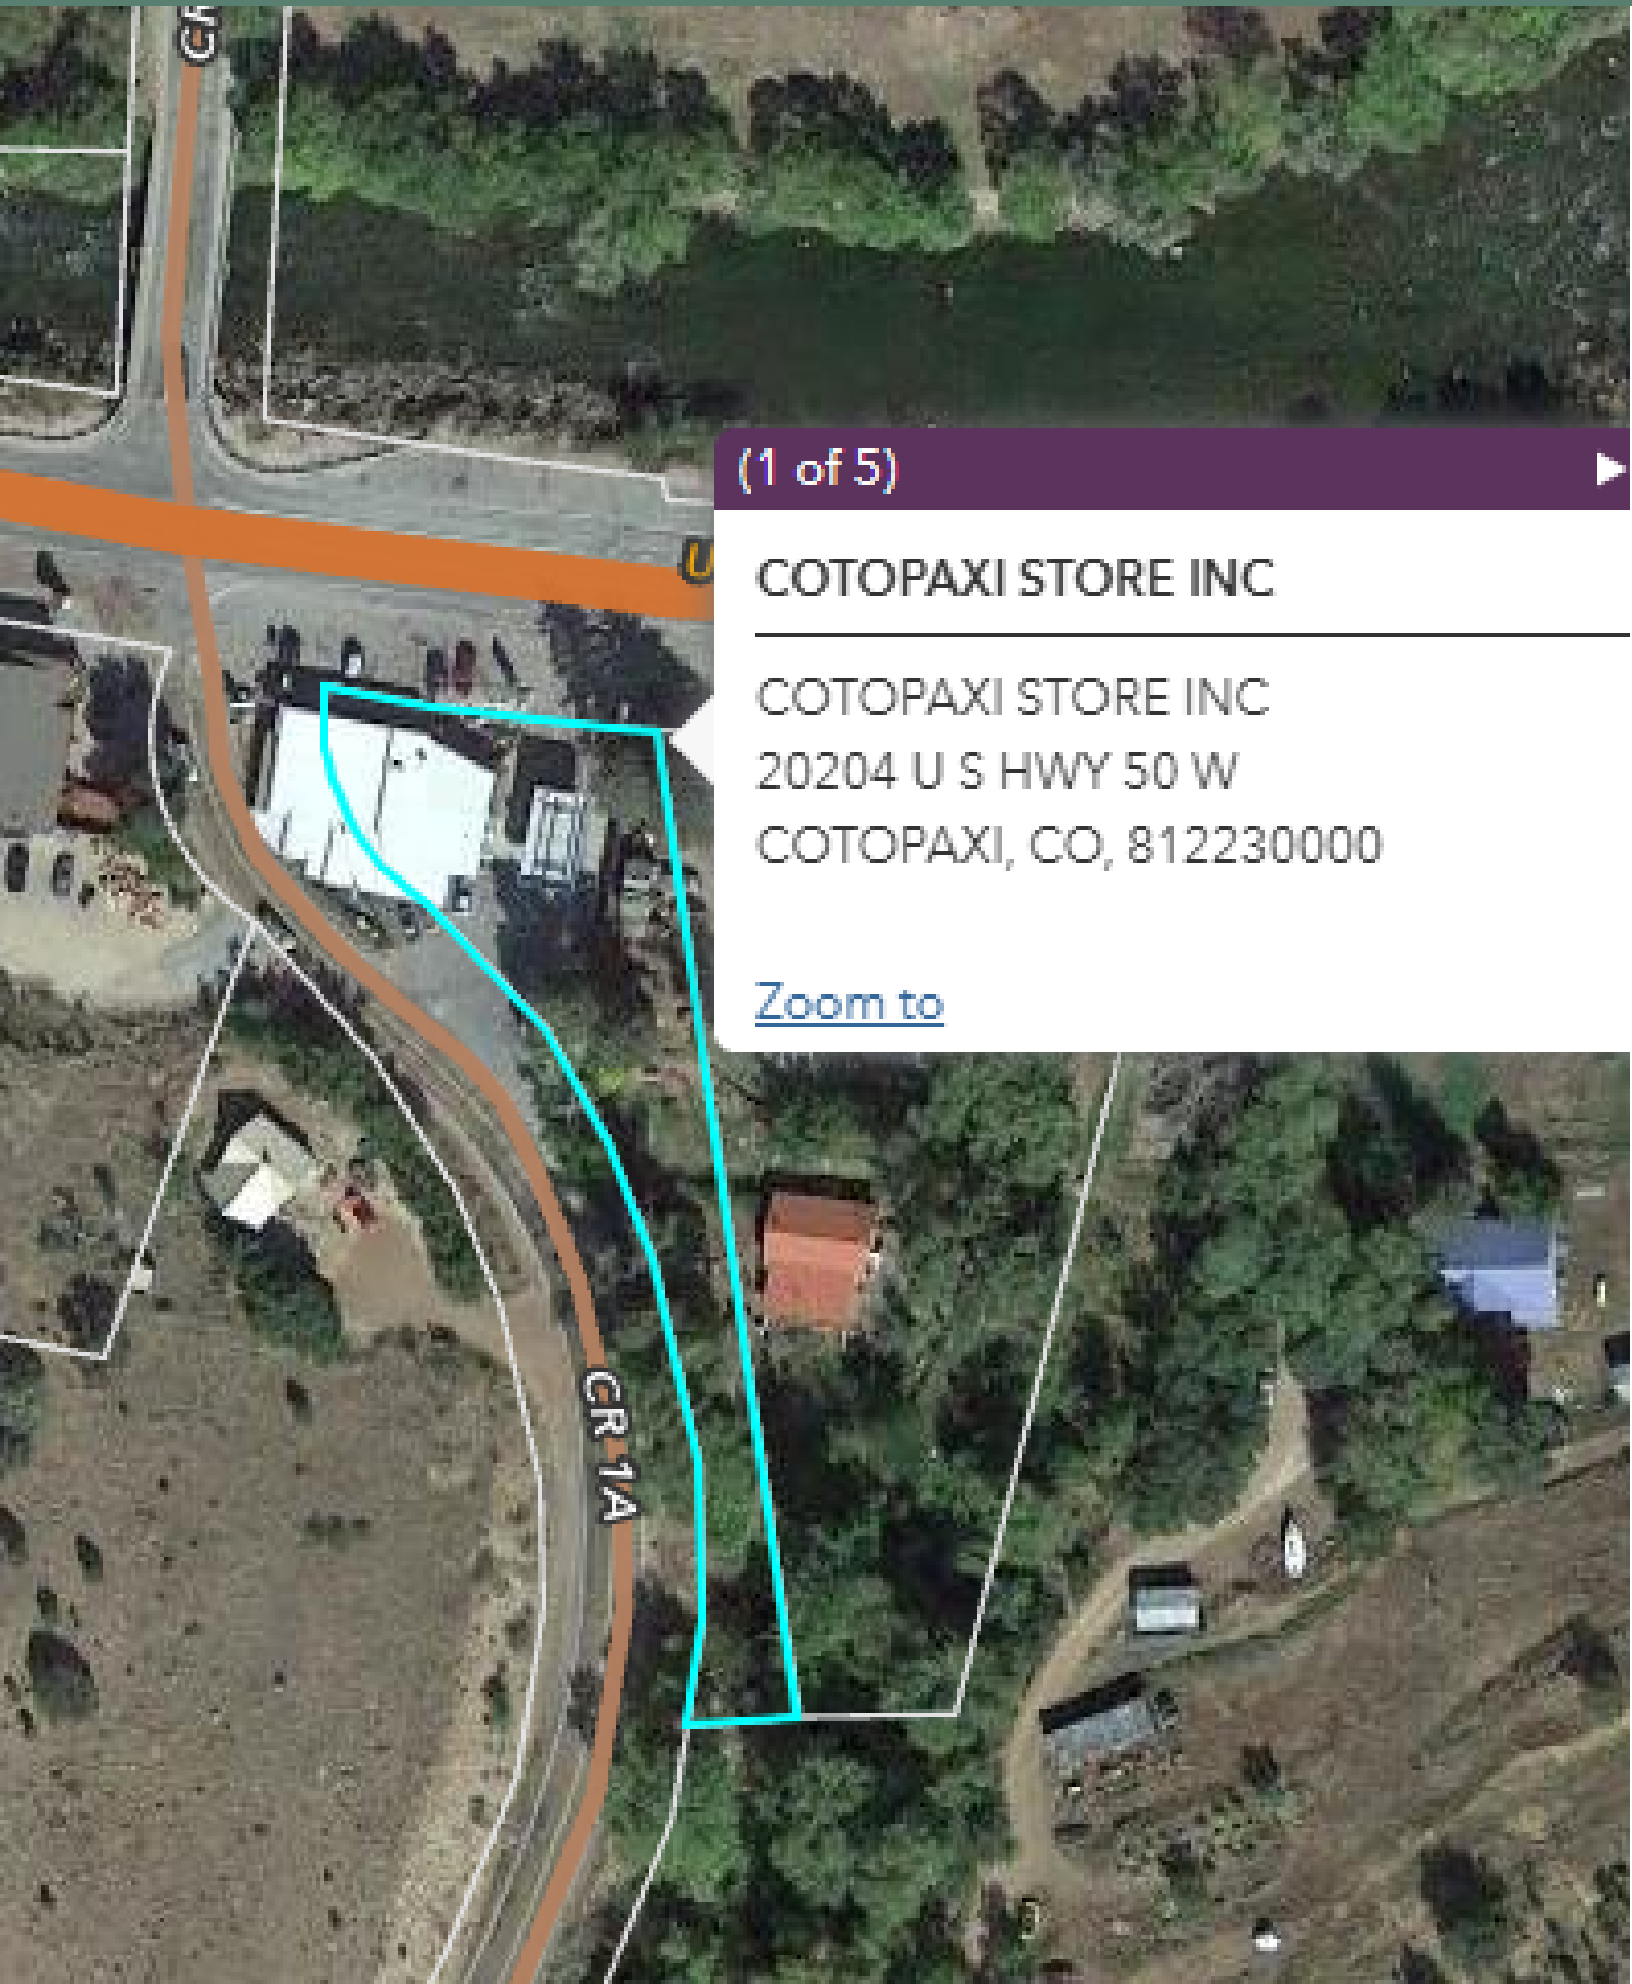 CR
(1 of 5)
U
COTOPAXI STORE INC
COTOPAXI STORE INC
20204 U S HWY 50 W
COTOPAXI, CO, 812230000
Zoom to
CR 1A